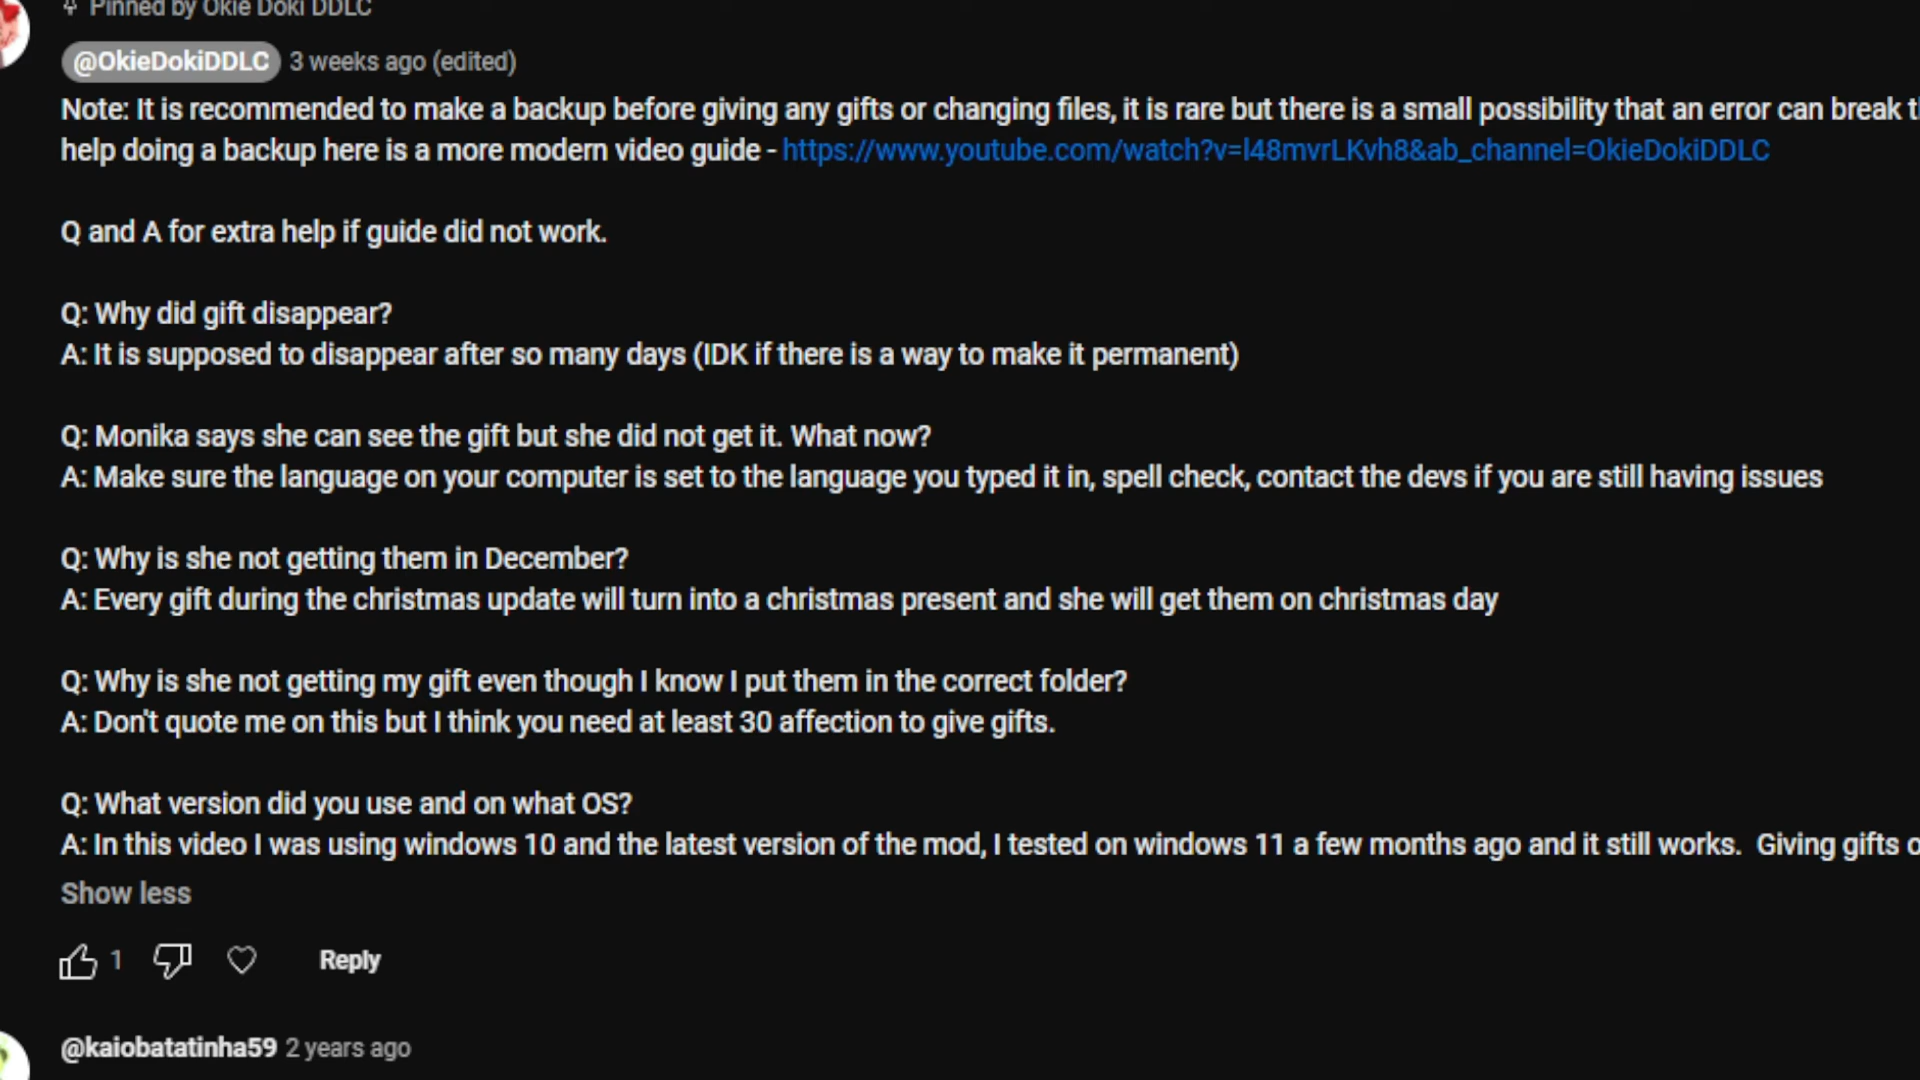 Pinned by Okie Doki DDLC
@OkieDokiDDLC 3 weeks ago (edited)
Note: It is recommended to make a backup before giving any gifts or changing files, it is rare but there is a small possibility that an error can break
help doing a backup here is a more modern video guide - https://www.youtube.com/watch?v=l48mvrLKvh8&ab_channel=OkieDokiDDLC
Q and A for extra help if guide did not work.
Q: Why did gift disappear?
A: It is supposed to disappear after so many days (IDK if there is a way to make it permanent)
Q: Monika says she can see the gift but she did not get it. What now?
A: Make sure the language on your computer is set to the language you typed it in, spell check, contact the devs if you are still having issues
Q: Why is she not getting them in December?
A: Every gift during the christmas update will turn into a christmas present and she will get them on christmas day
Q: Why is she not getting my gift even though I know I put them in the correct folder?
A: Don't quote me on this but I think you need at least 30 affection to give gifts.
Q: What version did you use and on what OS?
A: In this video I was using windows 10 and the latest version of the mod, I tested on windows 11 a few months ago and it still works.  Giving gifts
Show less
1 Reply
@kaiobatatinha59 2 years ago